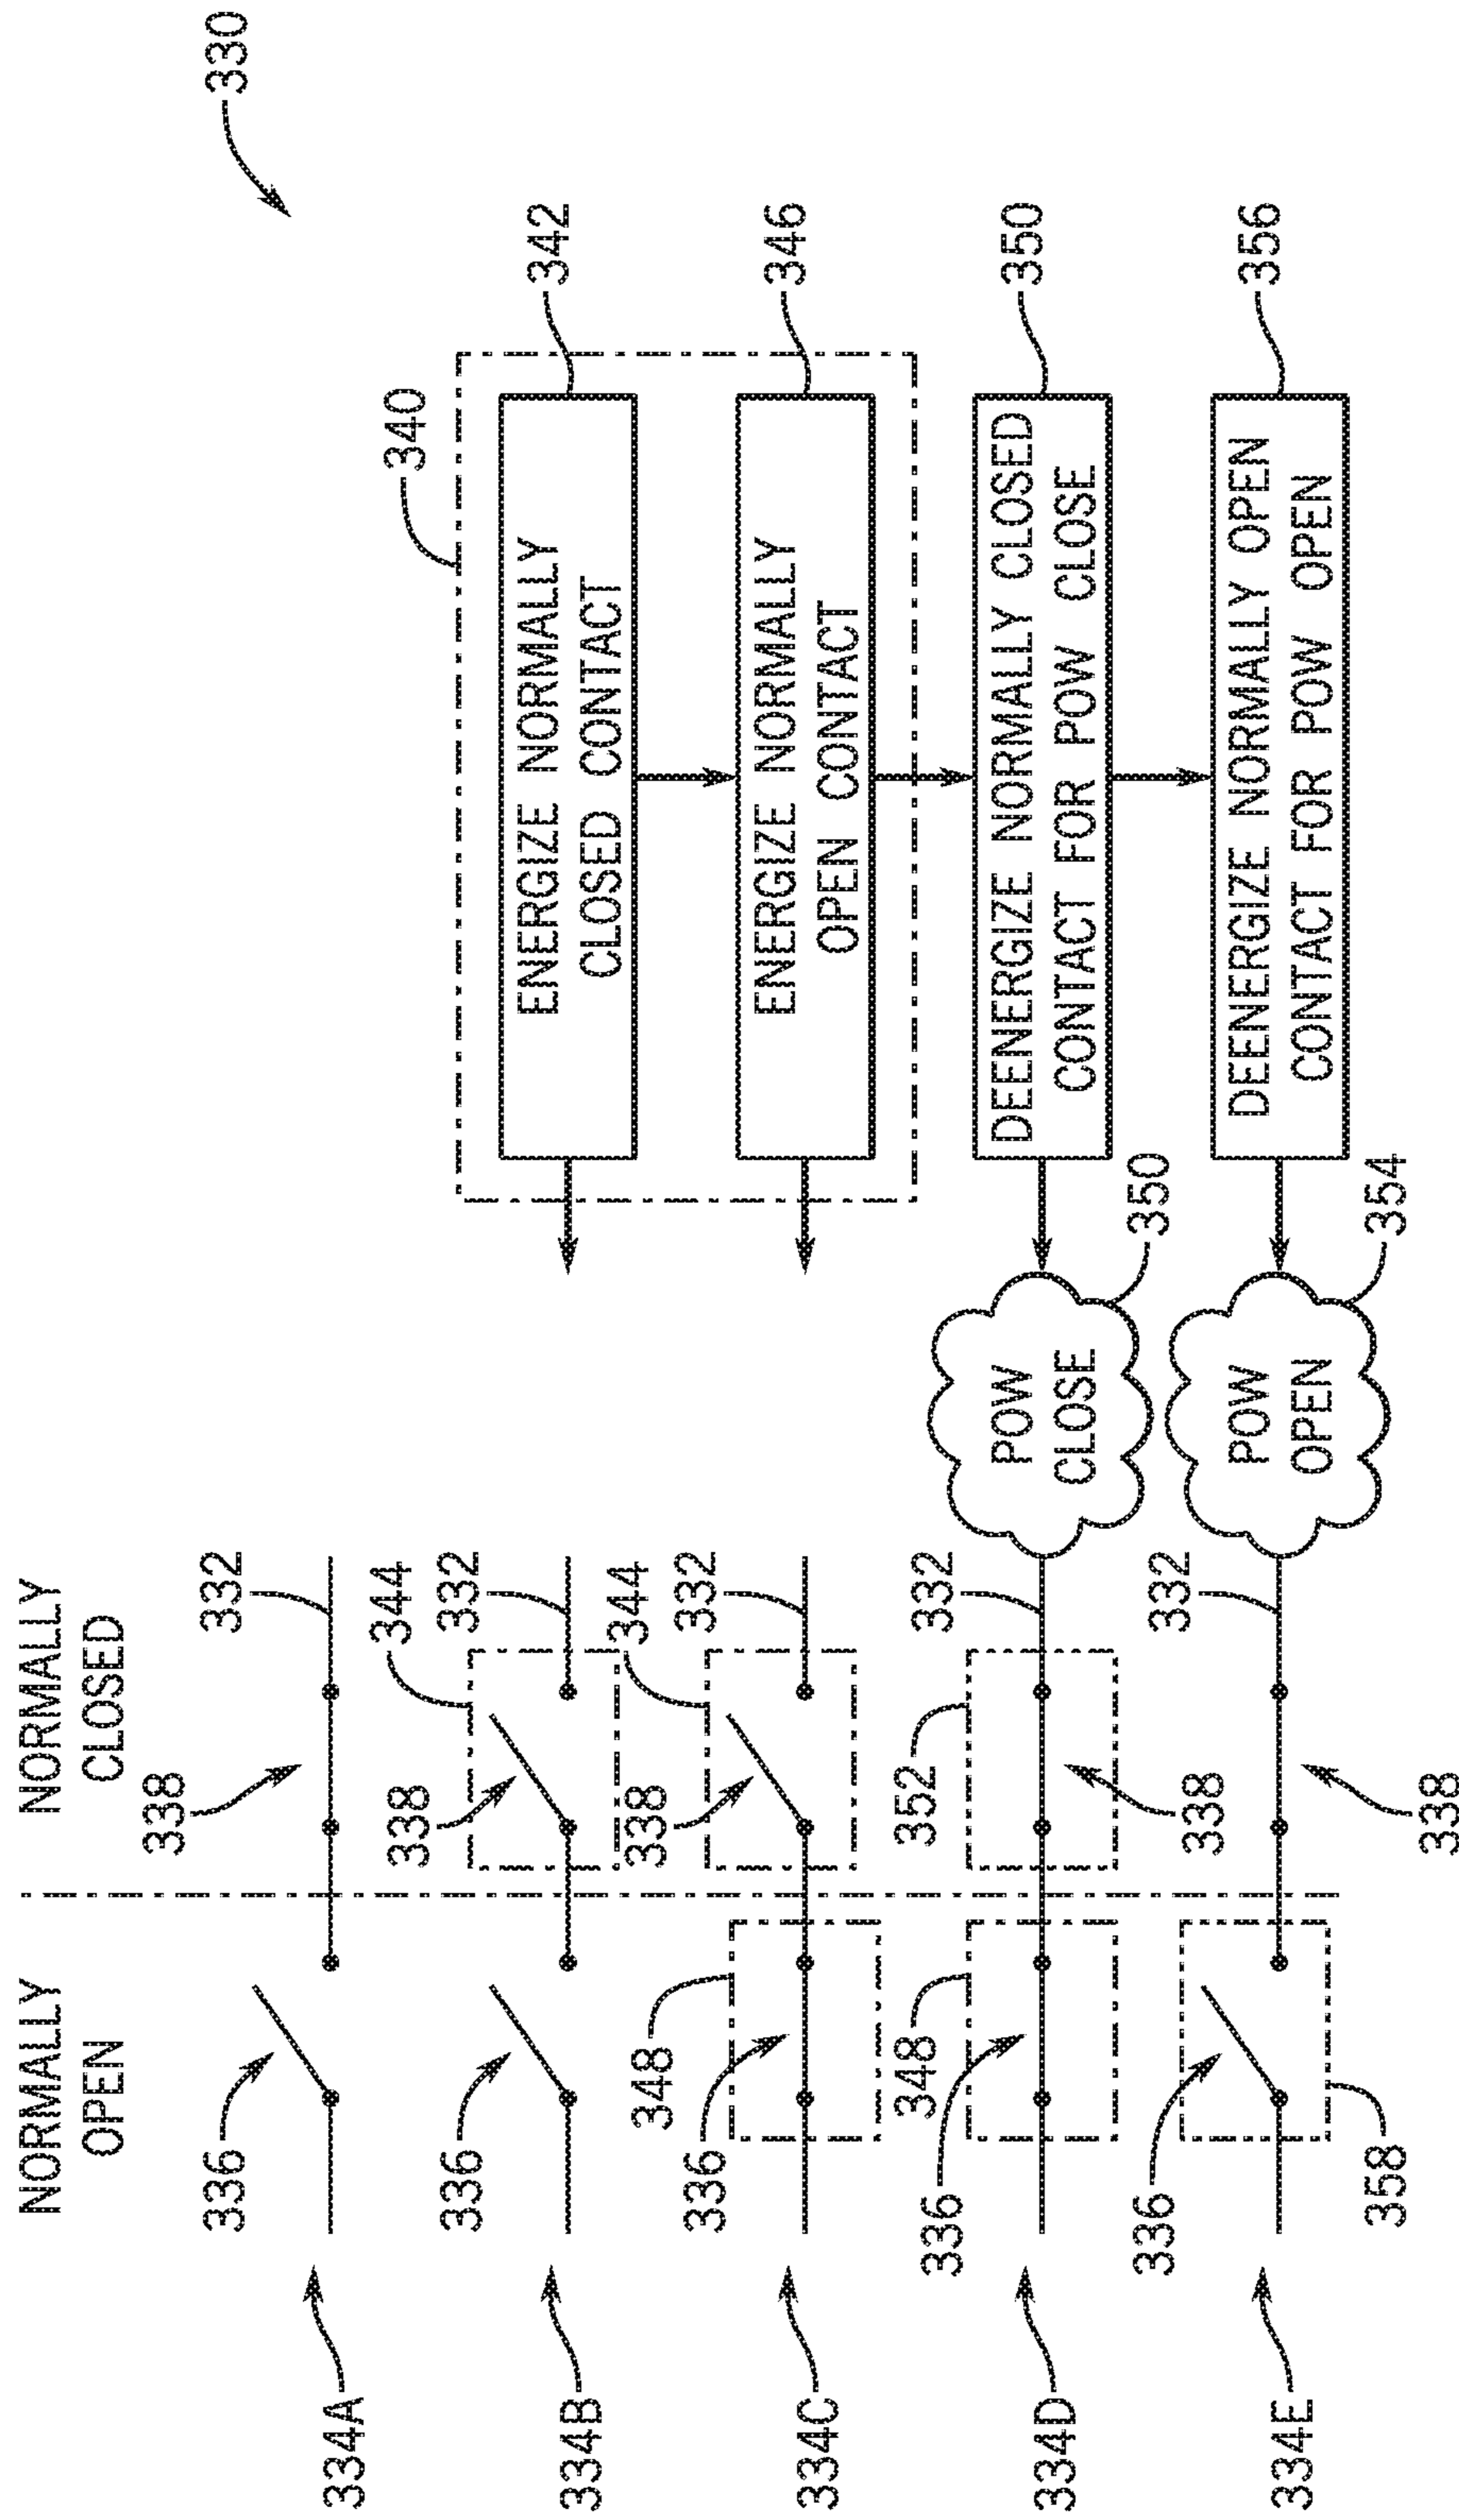 330
NORMALLY
OPEN
NORMALLY
CLOSED
334A
336
338
332
334B
336
338
344
332
340
ENERGIZE NORMALLY
CLOSED CONTACT
342
334C
348
336
338
344
332
ENERGIZE NORMALLY
OPEN CONTACT
346
334D
348
336
352
338
332
POW
CLOSE
350
DEENERGIZE NORMALLY CLOSED
CONTACT FOR POW CLOSE
350
334E
336
358
338
332
POW
OPEN
354
DEENERGIZE NORMALLY OPEN
CONTACT FOR POW OPEN
356